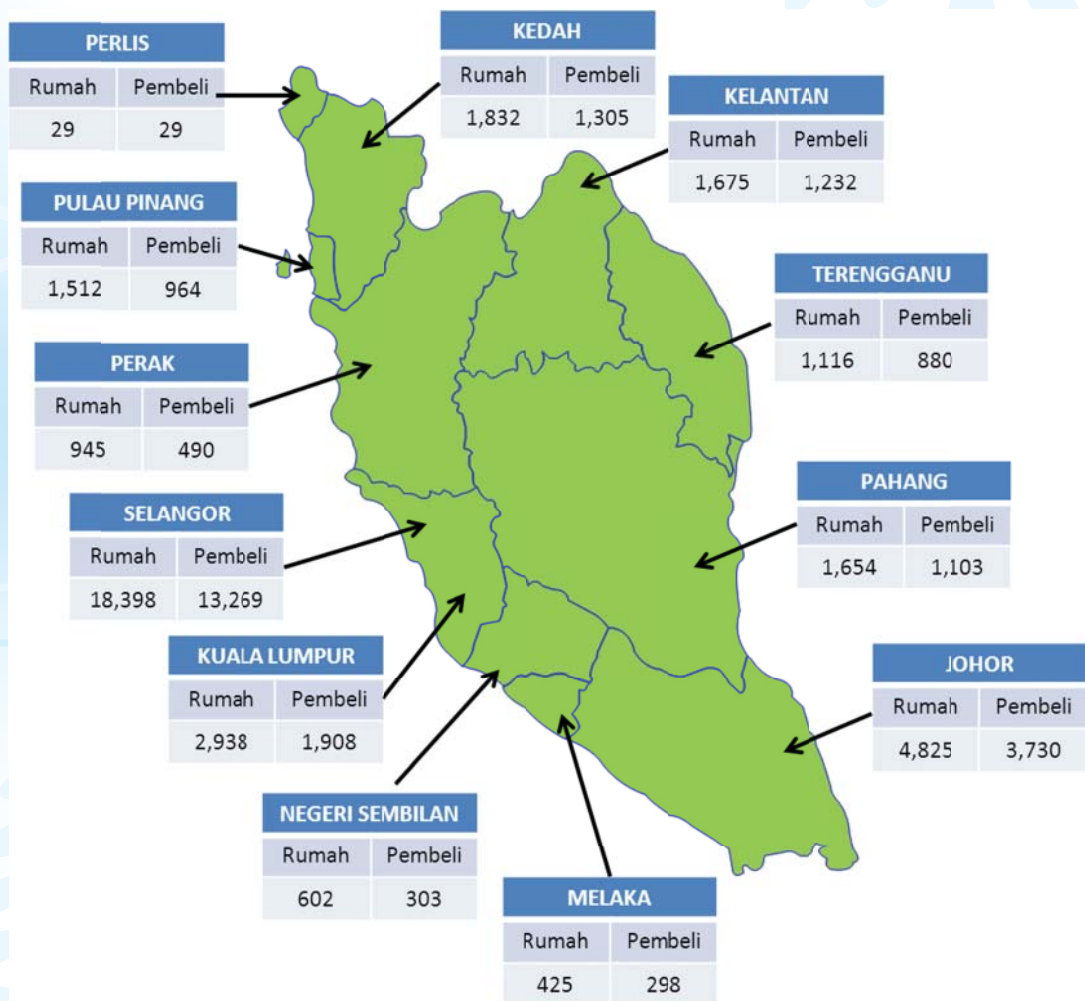 PERLIS
Rumah Pembeli
29 29
KEDAH
Rumah Pembeli
1,832 1,305
KELANTAN
Rumah Pembeli
1,675 1,232
PULAU PINANG
Rumah Pembeli
1,512 964
TERENGGANU
Rumah Pembeli
1,116 880
PERAK
Rumah Pembeli
945 490
PAHANG
Rumah Pembeli
1,654 1,103
SELANGOR
Rumah Pembeli
18,398 13,269
KUALA LUMPUR
Rumah Pembeli
2,938 1,908
JOHOR
Rumah Pembeli
4,825 3,730
NEGERI SEMBILAN
Rumah Pembeli
602 303
MELAKA
Rumah Pembeli
425 298